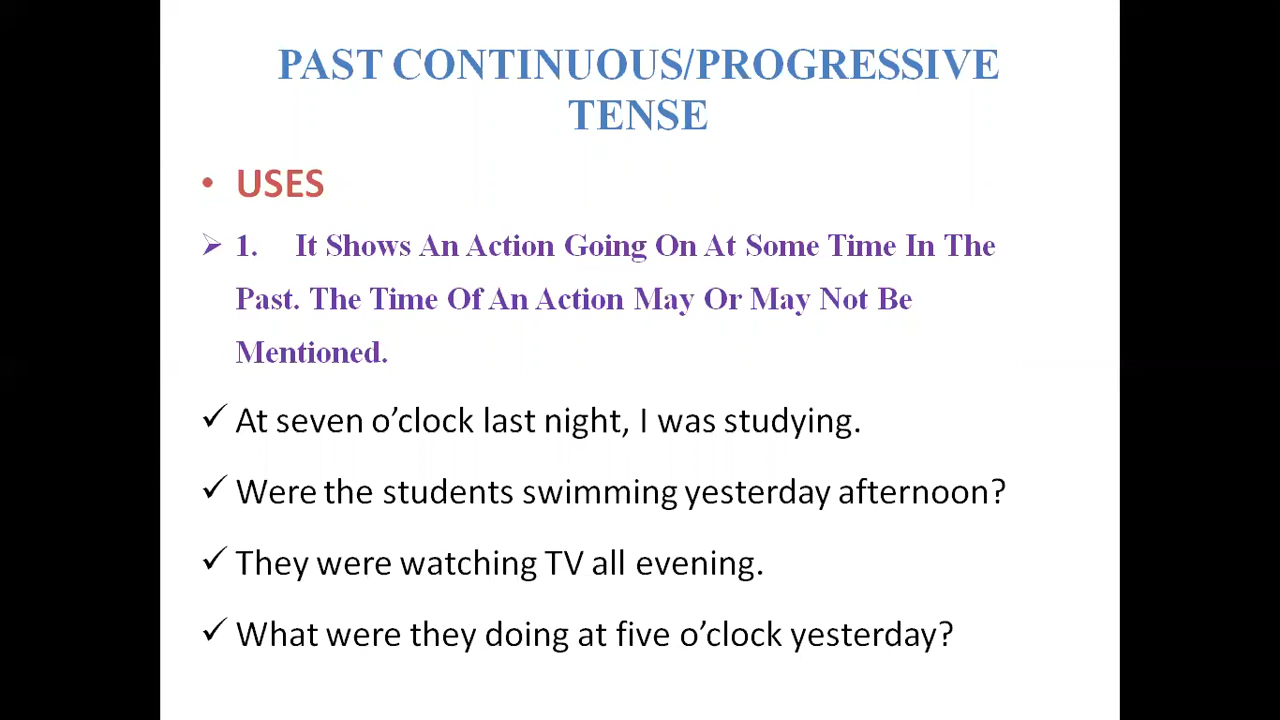 PAST CONTINUOUS/PROGRESSIVE
TENSE
• USES
➢ 1. It Shows An Action Going On At Some Time In The
Past. The Time Of An Action May Or May Not Be
Mentioned.
✓ At seven o’clock last night, I was studying.
✓ Were the students swimming yesterday afternoon?
✓ They were watching TV all evening.
✓ What were they doing at five o’clock yesterday?